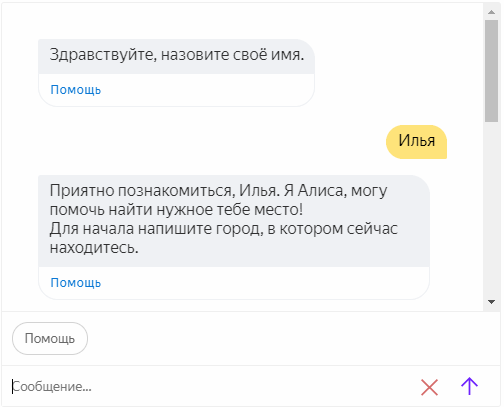 Здравствуйте, назовите своё имя.
Помощь
Илья
Приятно познакомиться, Илья. Я Алиса, могу
помочь найти нужное тебе место!
Для начала напишите город, в котором сейчас
находитесь.
Помощь
Помощь
Сообщение...